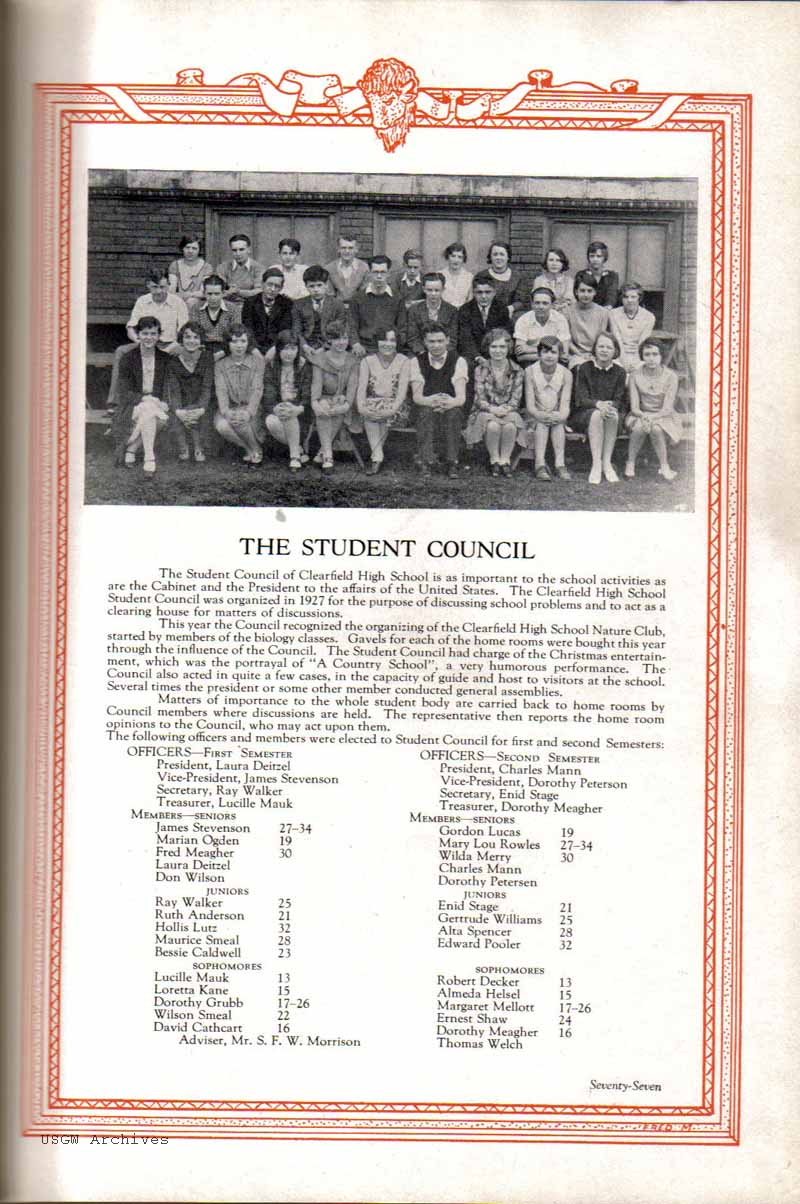 THE STUDENT COUNCIL
The Student Council of Clearfield High School is as important to the school activities as
are the Cabinet and the President to the affairs of the United States. The Clearfield High School
Student Council was organized in 1927 for the purpose of discussing school problems and to act as a
clearing house for matters of discussions.
This year the Council recognized the organizing of the Clearfield High School Nature Club,
started by members of the biology classes. Gavels for each of the home rooms were bought this year
through the influence of the Council. The Student Council had charge of the Christmas entertain-
ment, which was the portrayal of "A Country School", a very humorous performance. The
Council also acted in quite a few cases, in the capacity of guide and host to visitors at the school.
Several times the president or some other member conducted general assemblies.
Matters of importance to the whole student body are carried back to home rooms by
Council members where discussions are held. The representative then reports the home room
opinions to the Council, who may act upon them.
The following officers and members were elected to Student Council for first and second Semesters:
OFFICERS—First Semester
President, Laura Deitzel
Vice-President, James Stevenson
Secretary, Ray Walker
Treasurer, Lucille Mauk
Members—seniors
James Stevenson 27-34
Marian Ogden 19
Fred Meagher 30
Laura Deitzel
Don Wilson
juniors
Ray Walker 25
Ruth Anderson 21
Hollis Lutz 32
Maurice Smeal 28
Bessie Caldwell 23
sophomores
Lucille Mauk 13
Loretta Kane 15
Dorothy Grubb 17-26
Wilson Smeal 22
David Cathcart 16
Adviser, Mr. S. F. W. Morrison
OFFICERS—Second Semester
President, Charles Mann
Vice-President, Dorothy Peterson
Secretary, Enid Stage
Treasurer, Dorothy Meagher
Members—seniors
Gordon Lucas 19
Mary Lou Rowles 27-34
Wilda Merry 30
Charles Mann
Dorothy Petersen
juniors
Enid Stage 21
Gertrude Williams 25
Alta Spencer 28
Edward Pooler 32
sophomores
Robert Decker 13
Almeda Helsel 15
Margaret Mellott 17-26
Ernest Shaw 24
Dorothy Meagher 16
Thomas Welch
Seventy-Seven
FRED M.
USGW Archives